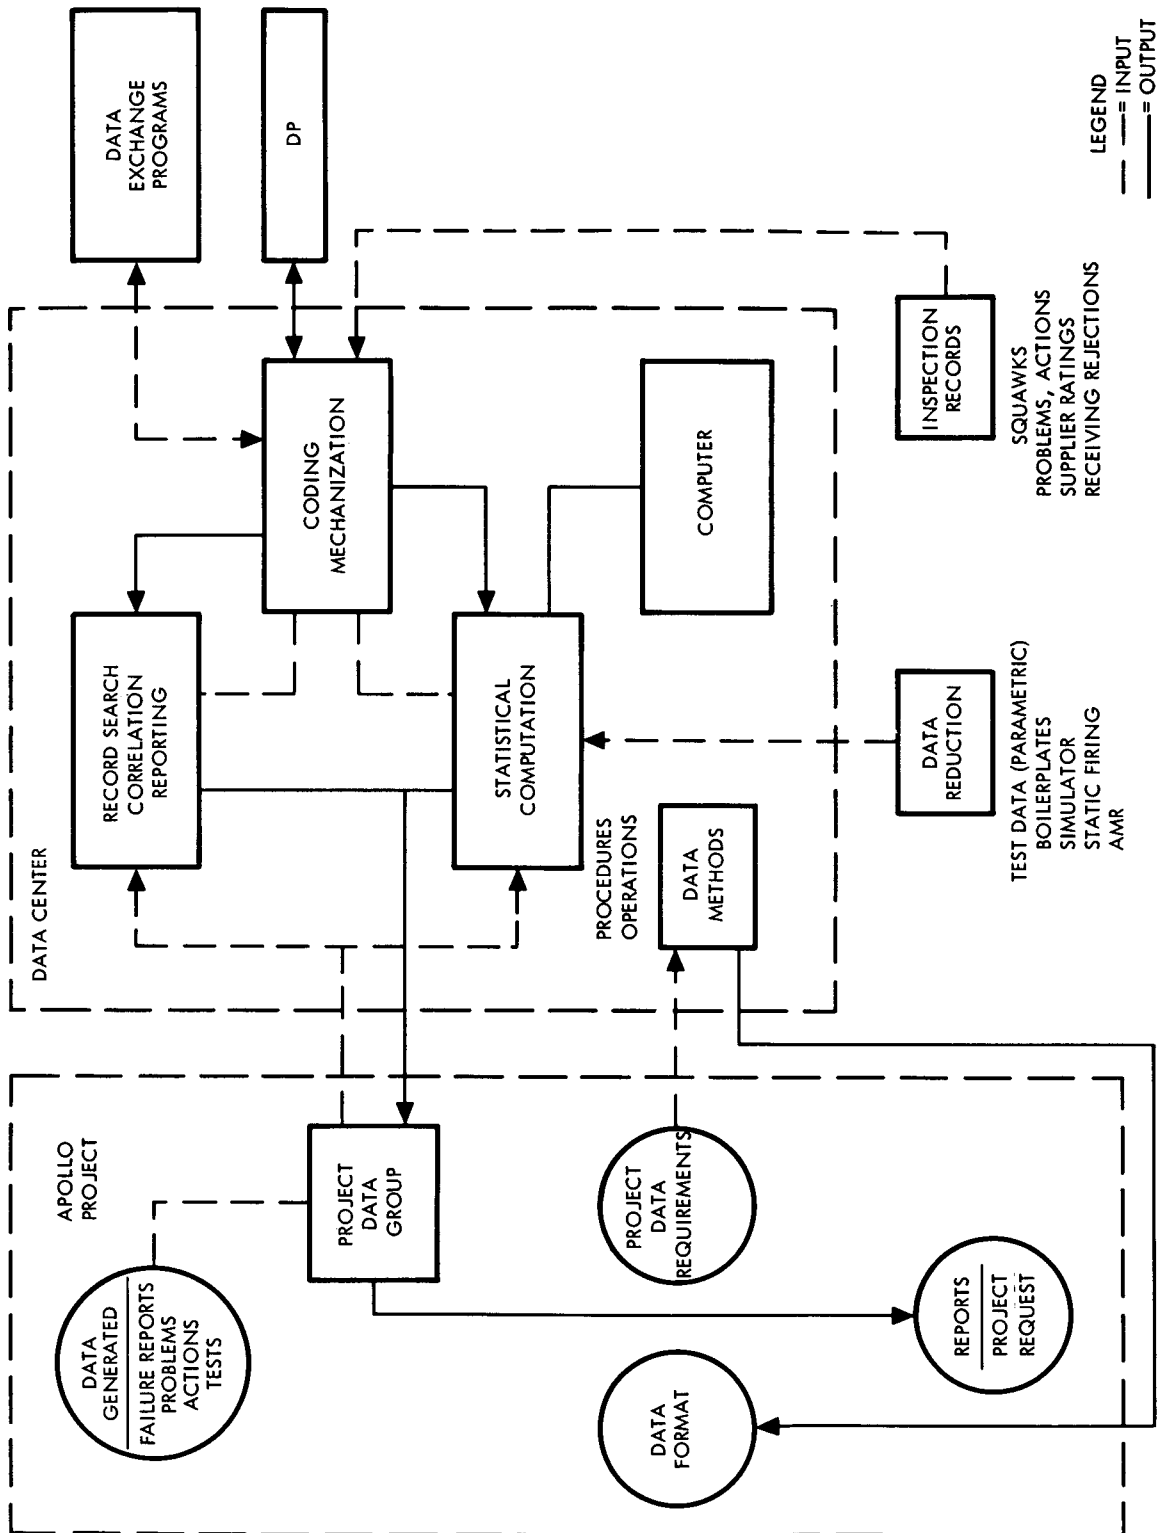 APOLLO
PROJECT
DATA
GENERATED
FAILURE REPORTS
PROBLEMS
ACTIONS
TESTS
PROJECT
DATA
GROUP
PROJECT
DATA
REQUIREMENTS
DATA
FORMAT
REPORTS
PROJECT
REQUEST
DATA CENTER
RECORD SEARCH
CORRELATION
REPORTING
CODING
MECHANIZATION
STATISTICAL
COMPUTATION
PROCEDURES
OPERATIONS
DATA
METHODS
COMPUTER
DATA
EXCHANGE
PROGRAMS
DP
DATA
REDUCTION
TEST DATA (PARAMETRIC)
BOILERPLATES
SIMULATOR
STATIC FIRING
AMR
INSPECTION
RECORDS
SQUAWKS
PROBLEMS, ACTIONS
SUPPLIER RATINGS
RECEIVING REJECTIONS
LEGEND
= INPUT
= OUTPUT